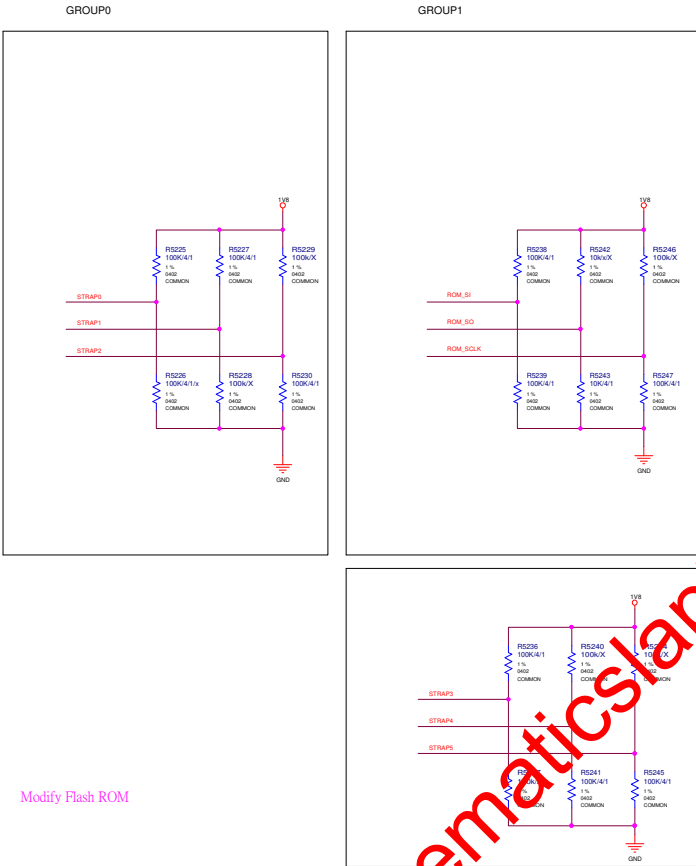 GROUP0
GROUP1
1V8
R5225
100K/4/1
1 %
0402
COMMON
R5227
100K/4/1
1 %
0402
COMMON
R5229
100k/X
1 %
0402
COMMON
STRAP0
STRAP1
STRAP2
R5226
100K/4/1/x
1 %
0402
COMMON
R5228
100k/X
1 %
0402
COMMON
R5230
100K/4/1
1 %
0402
COMMON
GND
1V8
R5238
100K/4/1
1 %
0402
COMMON
R5242
10k/x/X
1 %
0402
COMMON
R5246
100k/X
1 %
0402
COMMON
ROM_SI
ROM_SO
ROM_SCLK
R5239
100K/4/1
1 %
0402
COMMON
R5243
10K/4/1
1 %
0402
COMMON
R5247
100K/4/1
1 %
0402
COMMON
GND
1V8
R5236
100K/4/1
1 %
0402
COMMON
R5240
100k/X
1 %
0402
COMMON
STRAP3
STRAP4
STRAP5
R5241
100K/4/1
1 %
0402
COMMON
R5245
100K/4/1
1 %
0402
COMMON
GND
Modify Flash ROM